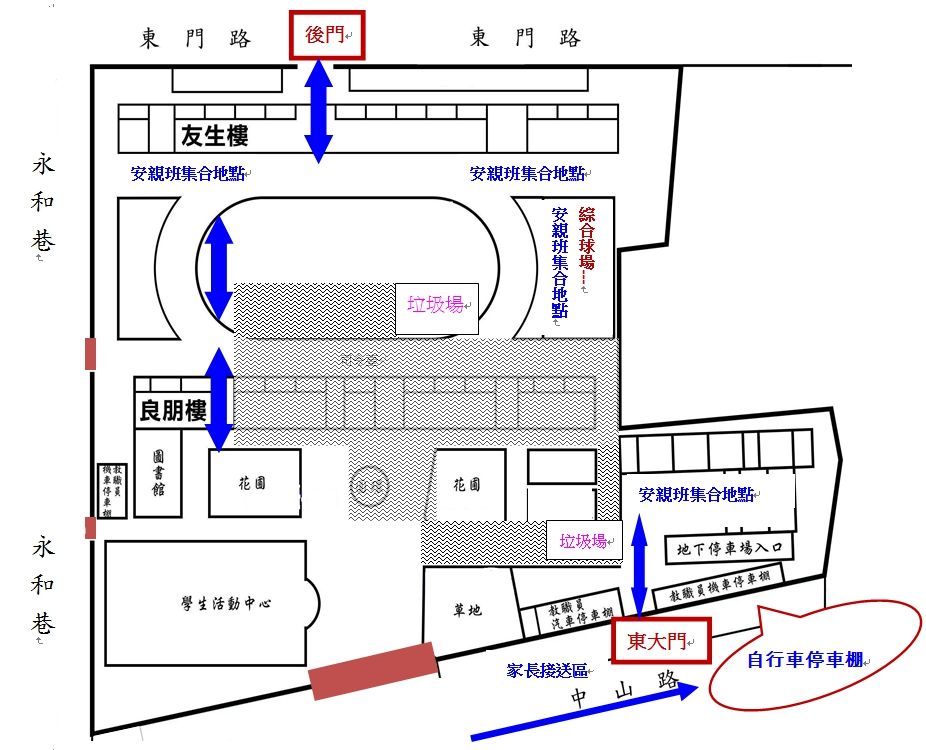 東門路
後門
東門路
友生樓
永和巷
安親班集合地點
安親班集合地點
綜合球場
安親班集合地點
垃圾場
司令臺
良朋樓
圖書館
教職員
機車停車棚
花園
花園
安親班集合地點
垃圾場
地下停車場入口
永和巷
學生活動中心
草地
教職員
汽車停車棚
教職員機車停車棚
東大門
自行車停車棚
家長接送區
中山路